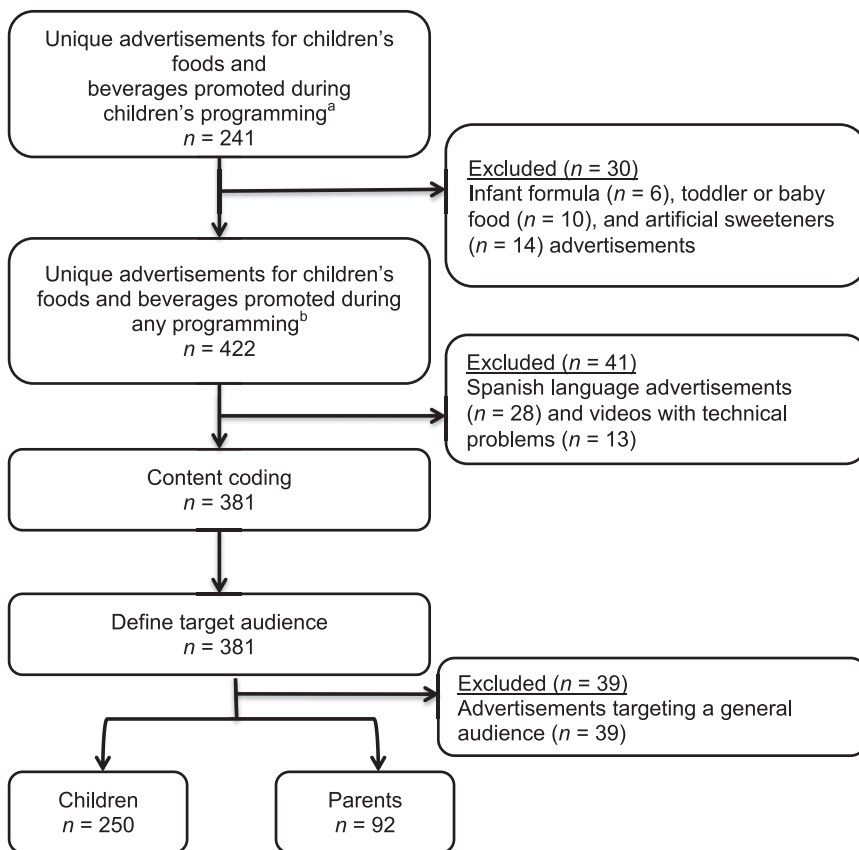 Unique advertisements for children’s
foods and
beverages promoted during
children’s programmingᵃ
n = 241
Excluded (n = 30)
Infant formula (n = 6), toddler or baby
food (n = 10), and artificial sweeteners
(n = 14) advertisements
Unique advertisements for children’s
foods and beverages promoted during
any programmingᵇ
n = 422
Excluded (n = 41)
Spanish language advertisements
(n = 28) and videos with technical
problems (n = 13)
Content coding
n = 381
Define target audience
n = 381
Excluded (n = 39)
Advertisements targeting a general
audience (n = 39)
Children
n = 250
Parents
n = 92